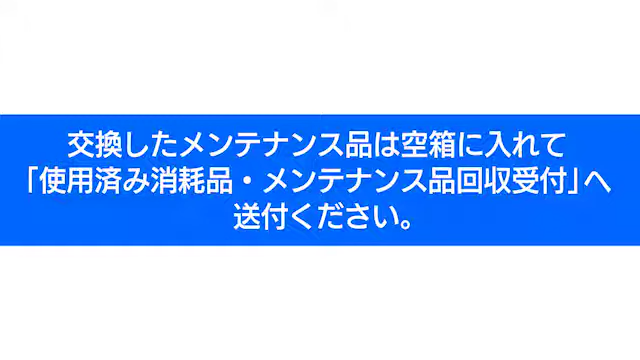 交換したメンテナンス品は空箱に入れて
「使用済み消耗品・メンテナンス品回収受付」へ
送付ください。